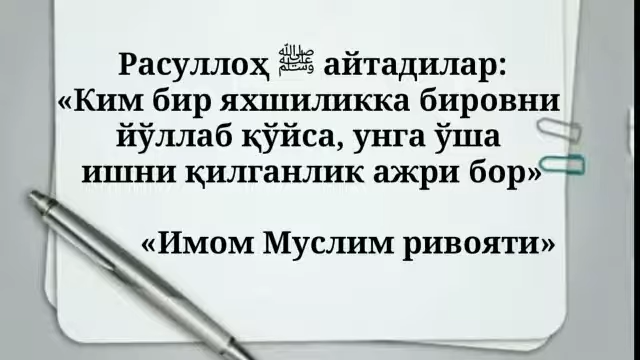 Расуллоҳ ﷺ айтадилар:
«Ким бир яхшиликка бировни
йўллаб қўйса, унга ўша
ишни қилганлик ажри бор»
«Имом Муслим ривояти»